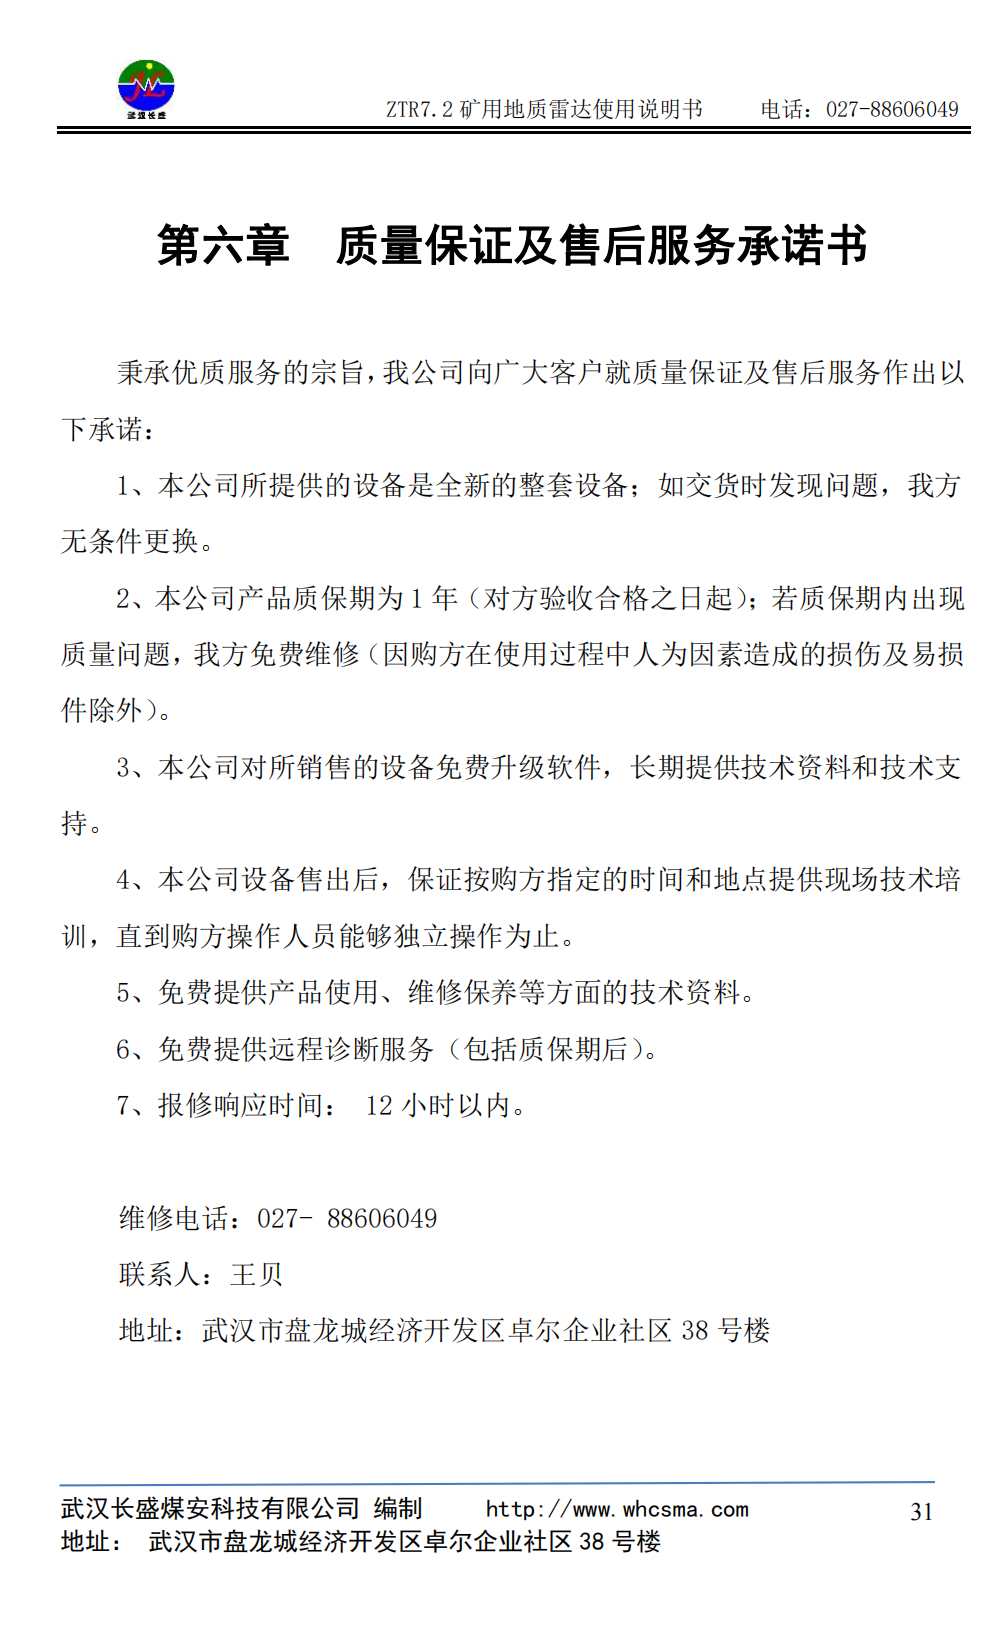 武汉长盛
ZTR7.2 矿用地质雷达使用说明书 电话：027-88606049
第六章 质量保证及售后服务承诺书
秉承优质服务的宗旨，我公司向广大客户就质量保证及售后服务作出以
下承诺：
1、本公司所提供的设备是全新的整套设备；如交货时发现问题，我方
无条件更换。
2、本公司产品质保期为 1 年（对方验收合格之日起）；若质保期内出现
质量问题，我方免费维修（因购方在使用过程中人为因素造成的损伤及易损
件除外）。
3、本公司对所销售的设备免费升级软件，长期提供技术资料和技术支
持。
4、本公司设备售出后，保证按购方指定的时间和地点提供现场技术培
训，直到购方操作人员能够独立操作为止。
5、免费提供产品使用、维修保养等方面的技术资料。
6、免费提供远程诊断服务（包括质保期后）。
7、报修响应时间： 12 小时以内。
维修电话：027- 88606049
联系人：王贝
地址：武汉市盘龙城经济开发区卓尔企业社区 38 号楼
武汉长盛煤安科技有限公司 编制 http://www.whcsma.com 31
地址： 武汉市盘龙城经济开发区卓尔企业社区 38 号楼